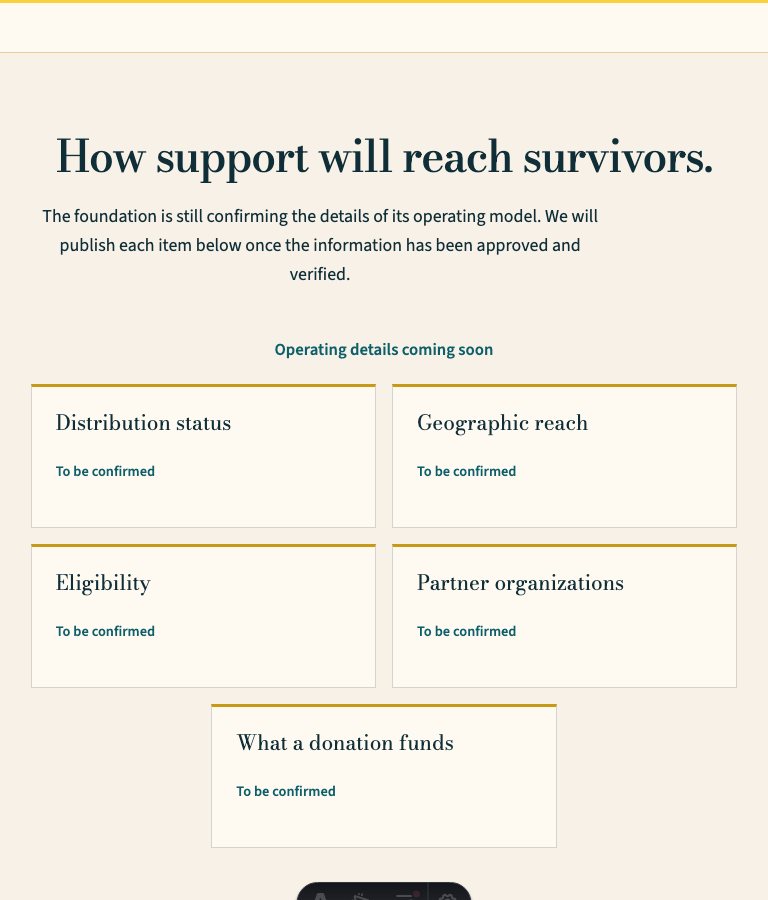 How support will reach survivors.
The foundation is still confirming the details of its operating model. We will
publish each item below once the information has been approved and
verified.
Operating details coming soon
Distribution status
Geographic reach
To be confirmed
To be confirmed
Eligibility
Partner organizations
To be confirmed
To be confirmed
What a donation funds
To be confirmed